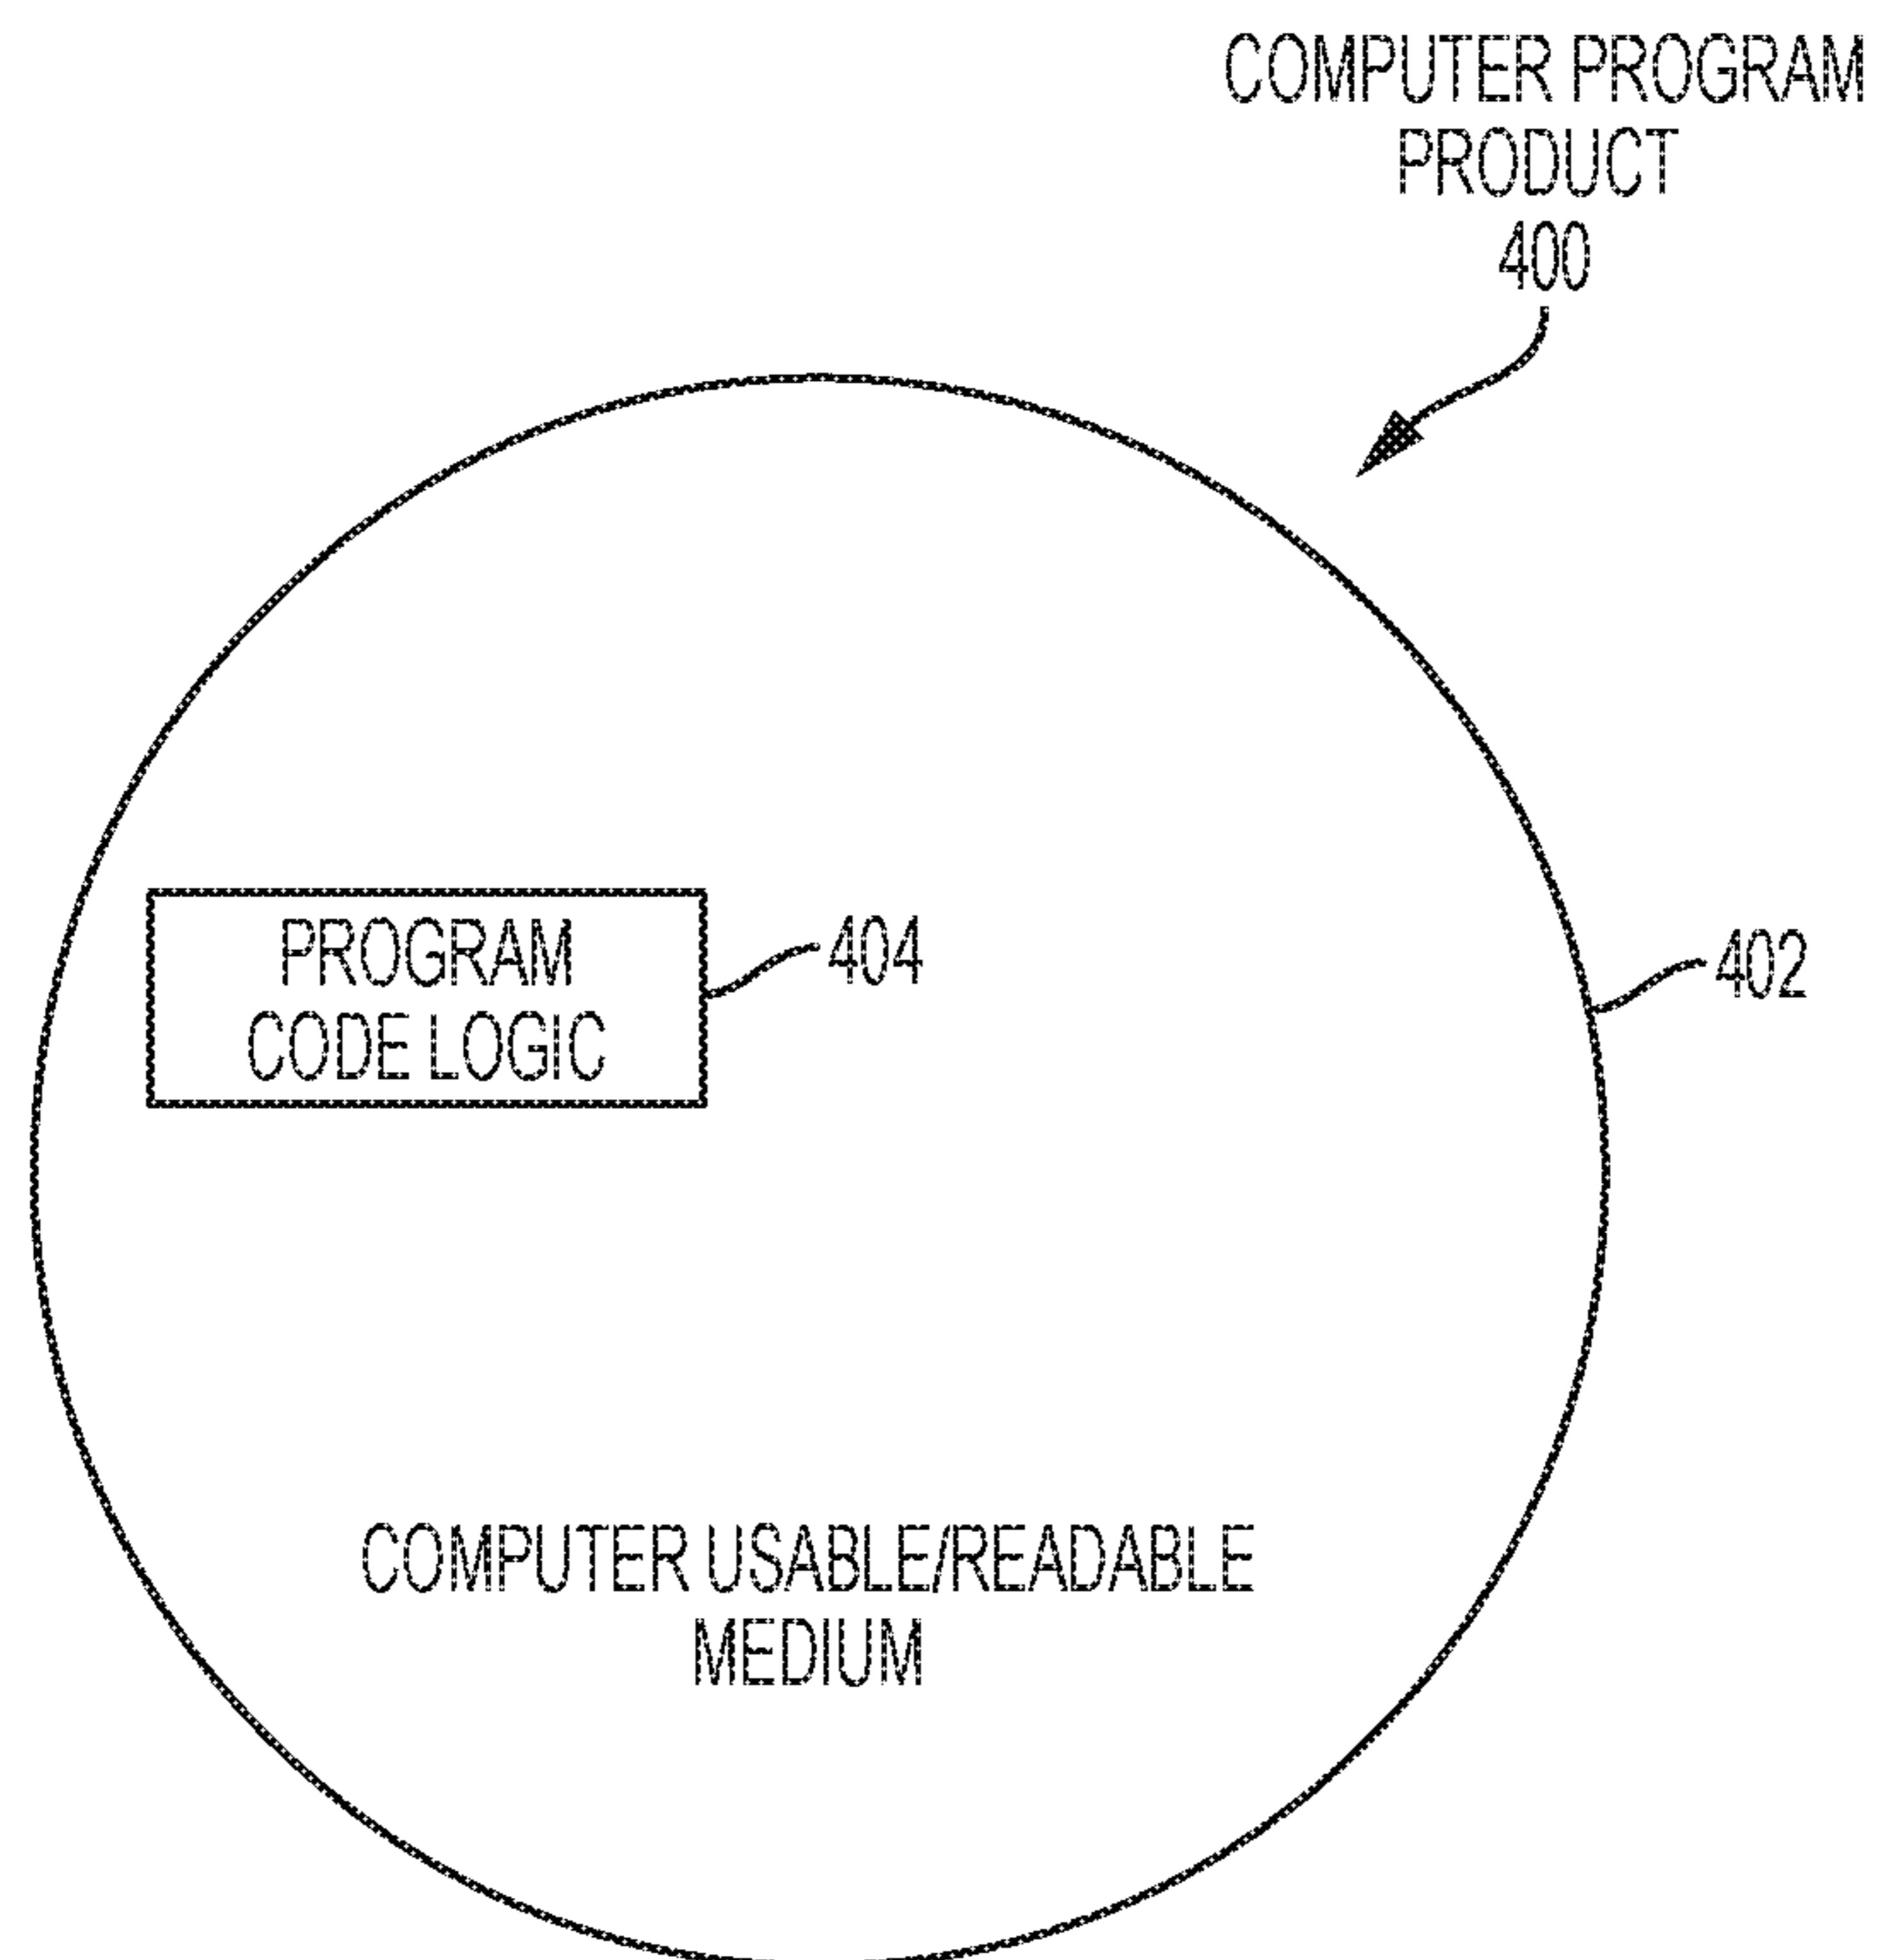 COMPUTER PROGRAM
PRODUCT
400
PROGRAM
CODE LOGIC
404
402
COMPUTER USABLE/READABLE
MEDIUM